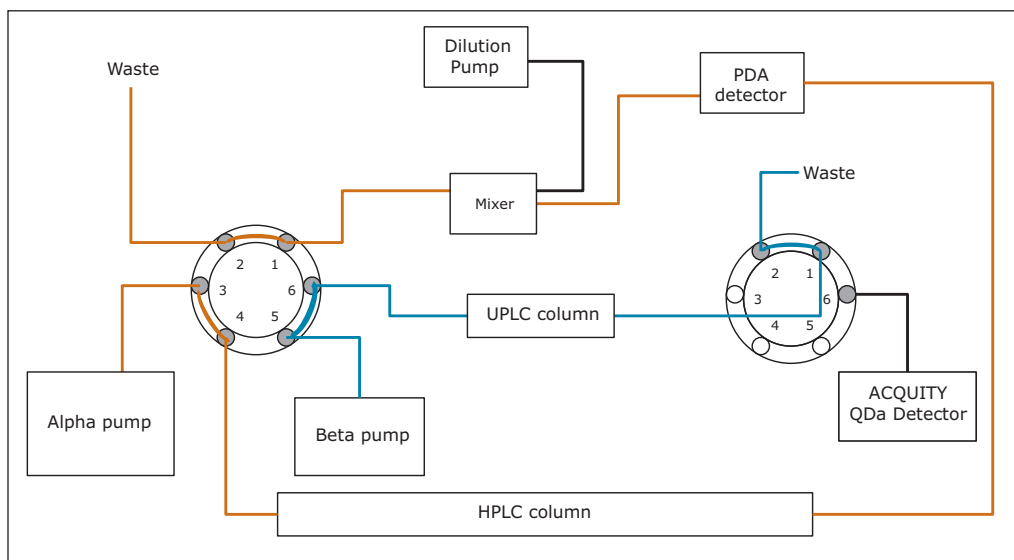 Dilution
Pump
Waste
PDA
detector
Mixer
Waste
2
1
3
6
4
5
2
1
3
6
4
5
UPLC column
Alpha pump
Beta pump
ACQUITY
QDa Detector
HPLC column